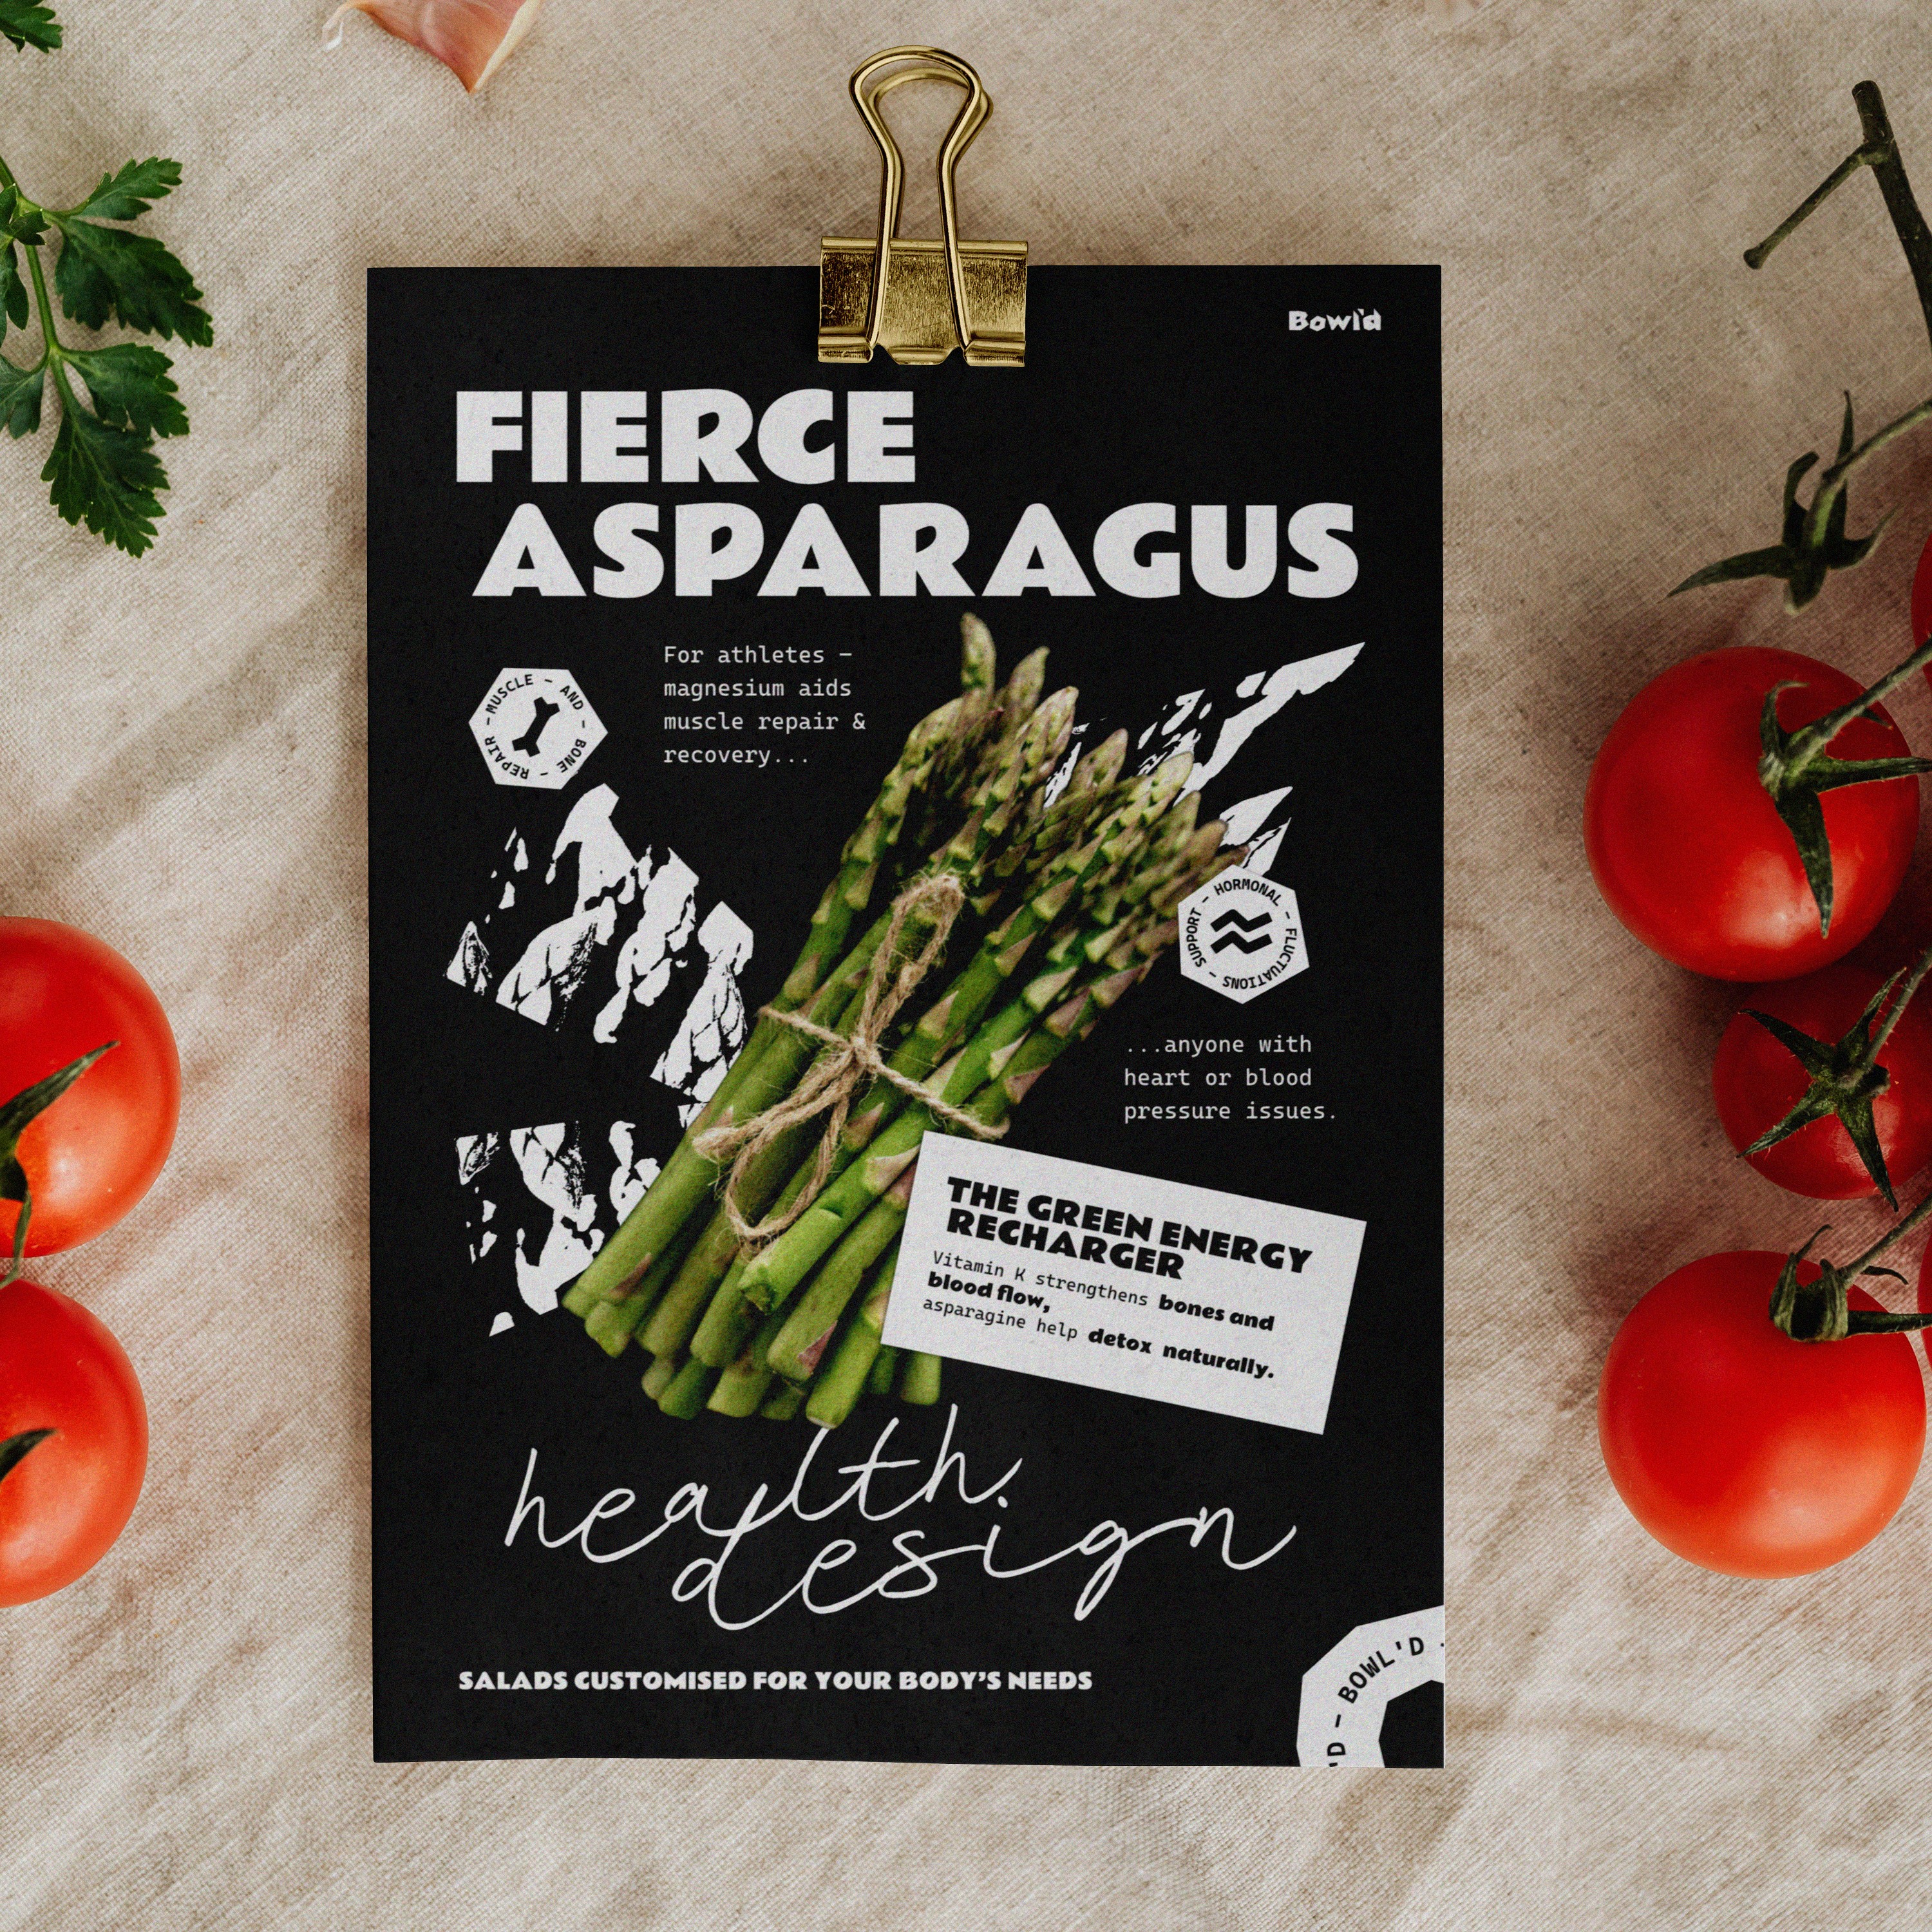 Bowl'd
FIERCE
ASPARAGUS
For athletes –
magnesium aids
muscle repair &
recovery...
MUSCLE – AND – BONE – REPAIR –
HORMONAL – FLUCTUATIONS – SUPPORT –
...anyone with
heart or blood
pressure issues.
THE GREEN ENERGY
RECHARGER
Vitamin K strengthens bones and
blood flow,
asparagine help detox naturally.
health.
design
SALADS CUSTOMISED FOR YOUR BODY'S NEEDS
'D – BOWL'D